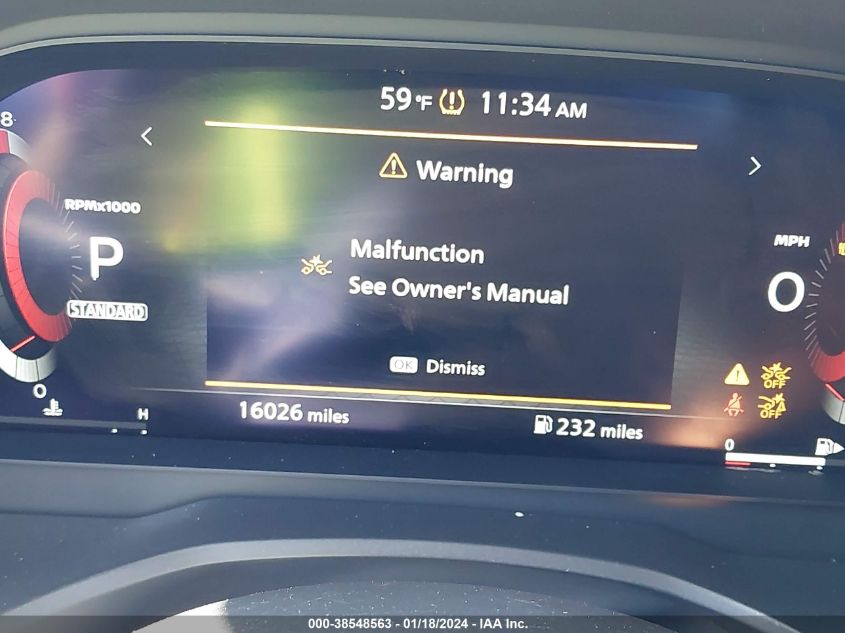 59 °F 11:34 AM
8
Warning
RPMx1000
MPH
P
Malfunction
See Owner's Manual
0
STANDARD
OK Dismiss
OFF
OFF
0
H
16026 miles
232 miles
0
000-38548563 - 01/18/2024 - IAA Inc.